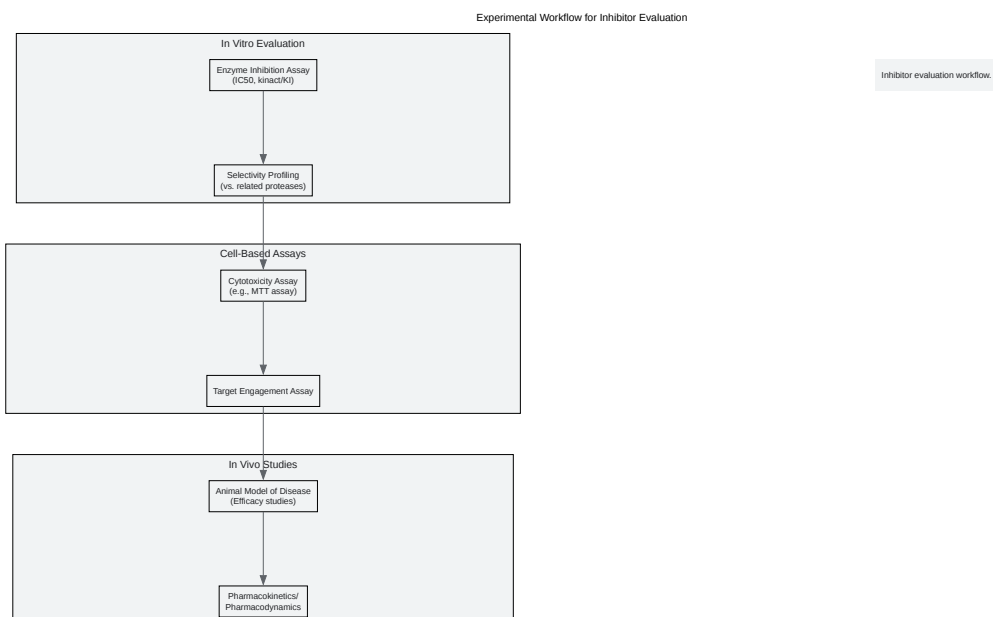 Experimental Workflow for Inhibitor Evaluation
In Vitro Evaluation
Enzyme Inhibition Assay
(IC50, kinact/KI)
Inhibitor evaluation workflow.
Selectivity Profiling
(vs. related proteases)
Cell-Based Assays
Cytotoxicity Assay
(e.g., MTT assay)
Target Engagement Assay
In Vivo Studies
Animal Model of Disease
(Efficacy studies)
Pharmacokinetics/
Pharmacodynamics